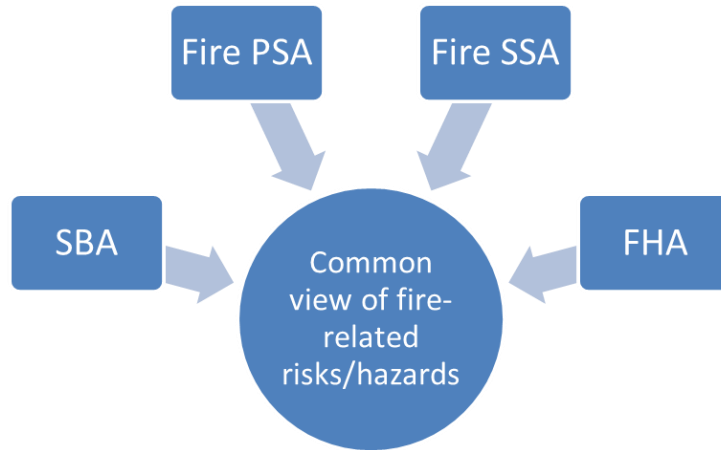 Fire PSA
Fire SSA
SBA
FHA
Common
view of fire-
related
risks/hazards